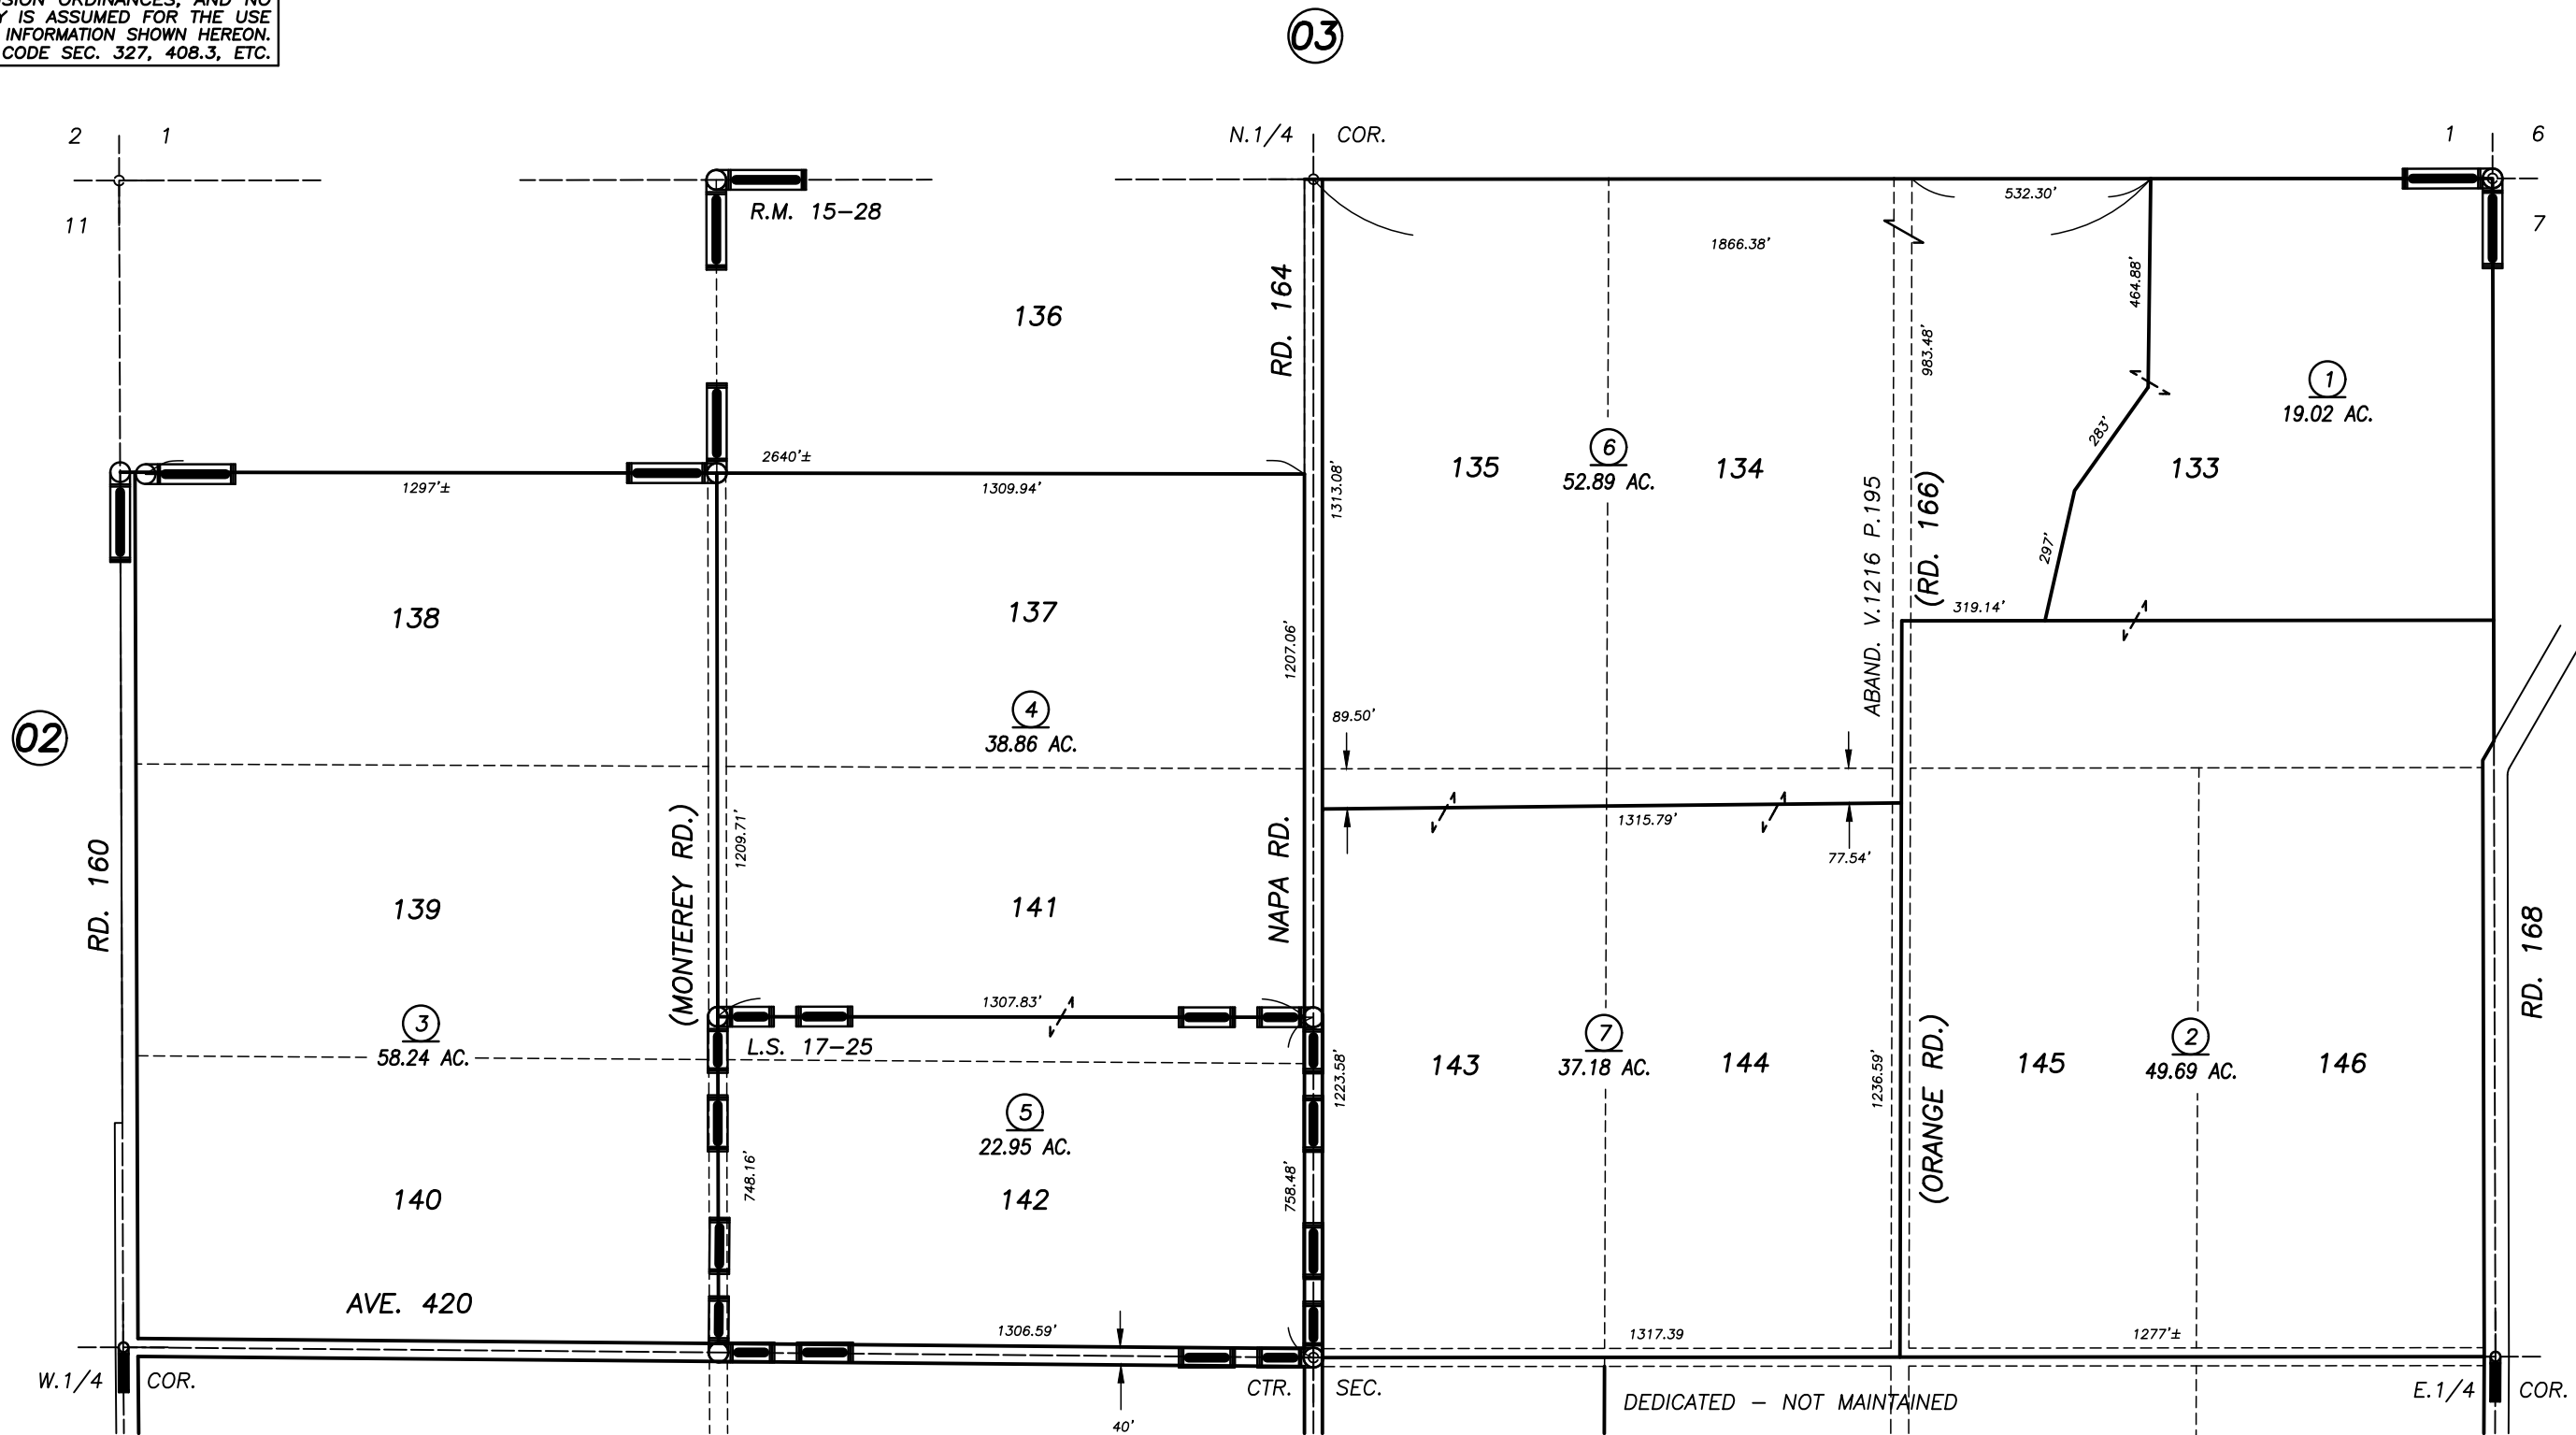 SION ORDINANCES, AND NO
Y IS ASSUMED FOR THE USE
INFORMATION SHOWN HEREON.
CODE SEC. 327, 408.3, ETC.
03
2 1
N.1/4 COR.
1 6
11
R.M. 15-28
532.30'
7
1866.38'
RD. 164
464.88'
136
983.48'
1
19.02 AC.
283'
2640'±
6
52.89 AC.
135
134
133
1297'±
1309.94'
1313.08'
ABAND. V.1216 P.195
(RD. 166)
297'
319.14'
138
137
1207.06'
4
38.86 AC.
89.50'
02
1209.71'
1315.79'
77.54'
RD. 160
(MONTEREY RD.)
NAPA RD.
139
141
RD. 168
1307.83'
3
58.24 AC.
L.S. 17-25
7
37.18 AC.
143
144
2
49.69 AC.
145
146
1223.58'
1236.59'
(ORANGE RD.)
5
22.95 AC.
748.16'
758.48'
140
142
AVE. 420
1306.59'
1317.39
1277'±
W.1/4 COR.
CTR. SEC.
E.1/4 COR.
DEDICATED - NOT MAINTAINED
40'